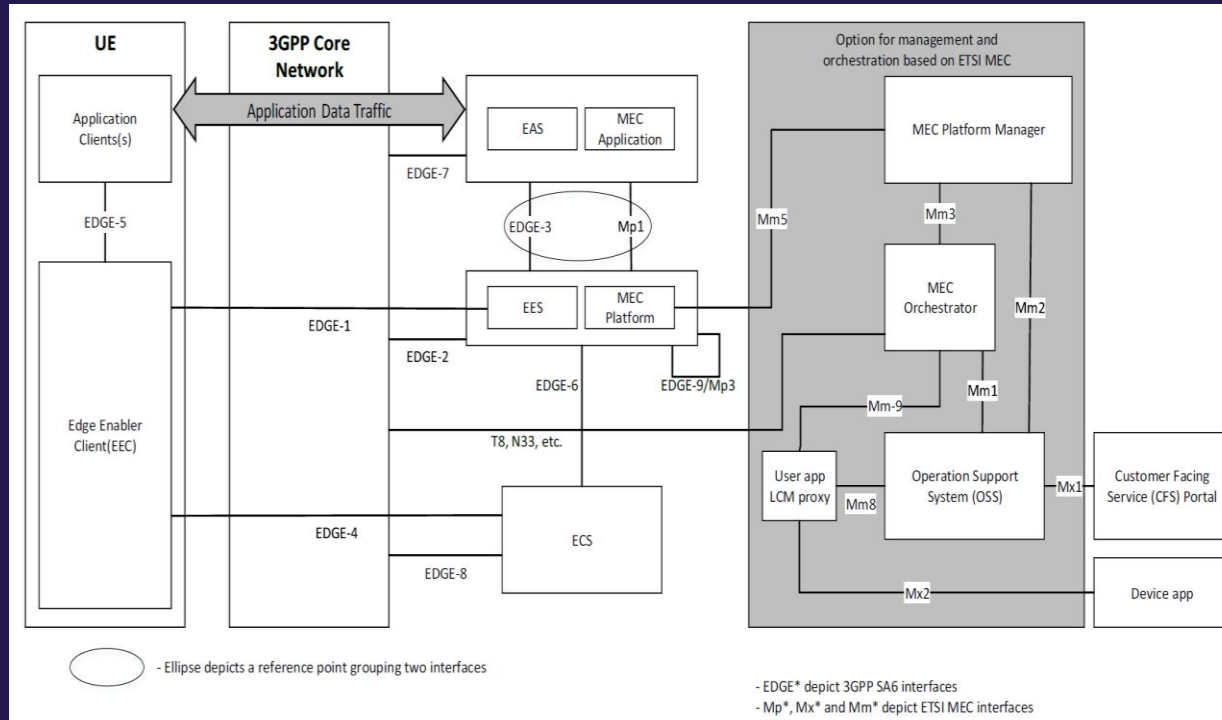 UE
3GPP Core
Network
Option for management and
orchestration based on ETSI MEC
Application
Clients(s)
Application Data Traffic
EAS
MEC
Application
MEC Platform Manager
EDGE-7
EDGE-5
EDGE-3
Mp1
Mm5
Mm3
EES
MEC
Platform
MEC
Orchestrator
Mm2
EDGE-1
EDGE-2
EDGE-6
EDGE-9/Mp3
Mm1
Mm-9
Edge Enabler
Client(EEC)
T8, N33, etc.
User app
LCM proxy
Mm8
Operation Support
System (OSS)
Mx1
Customer Facing
Service (CFS) Portal
EDGE-4
ECS
EDGE-8
Mx2
Device app
- Ellipse depicts a reference point grouping two interfaces
- EDGE* depict 3GPP SA6 interfaces
- Mp*, Mx* and Mm* depict ETSI MEC interfaces